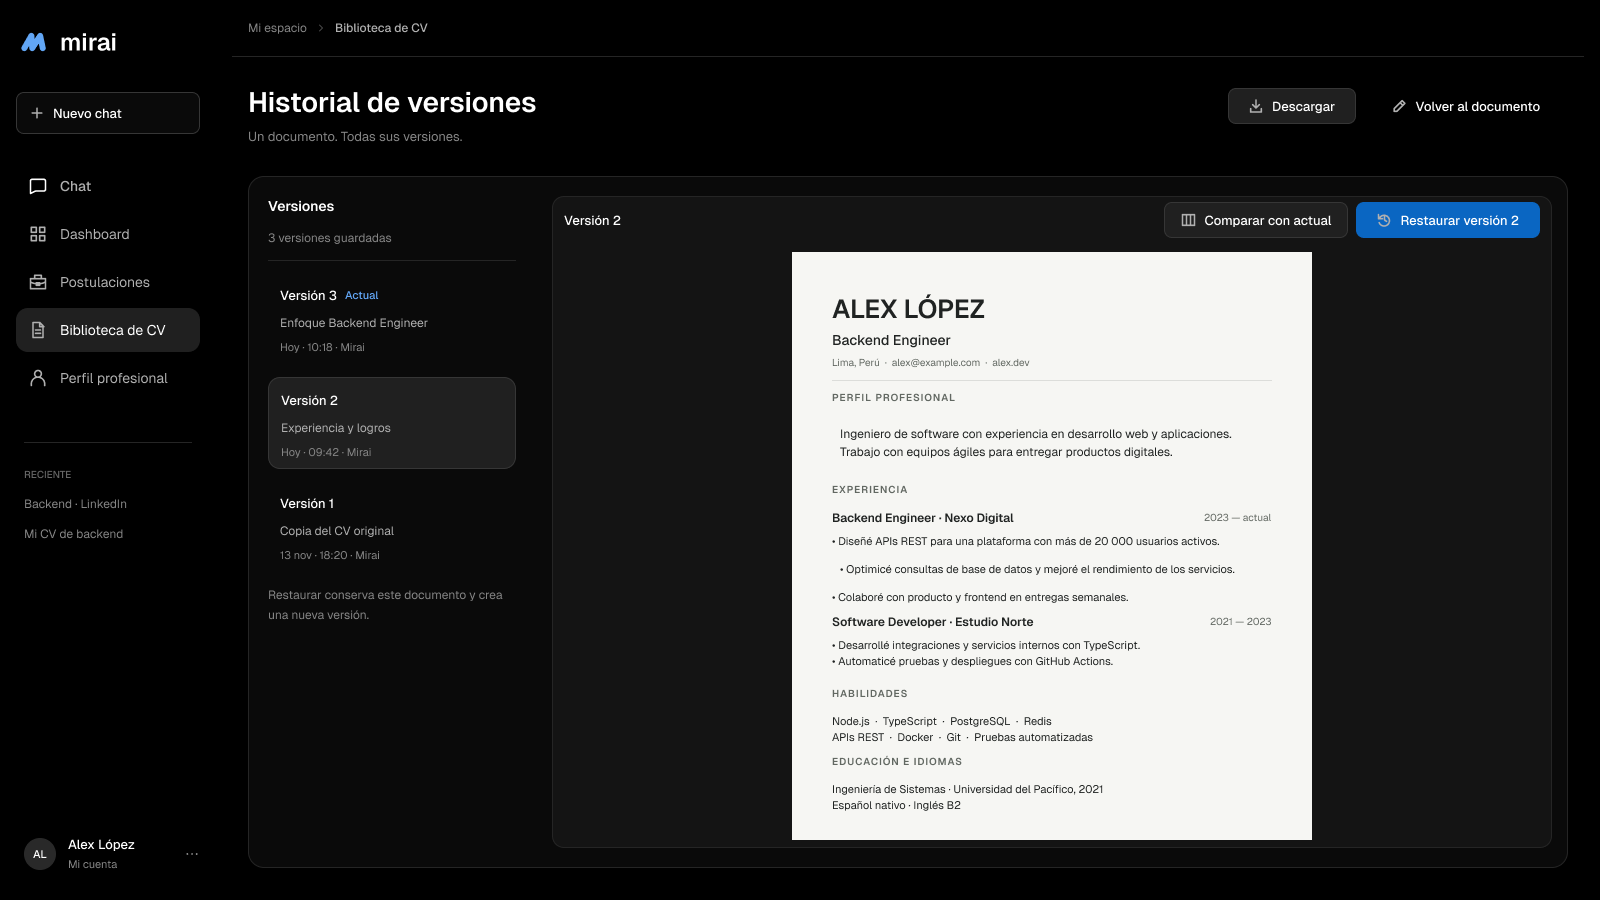 mirai
Mi espacio > Biblioteca de CV
Nuevo chat
Chat
Dashboard
Postulaciones
Biblioteca de CV
Perfil profesional
RECIENTE
Backend · LinkedIn
Mi CV de backend
AL
Alex López
Mi cuenta
···
Historial de versiones
Un documento. Todas sus versiones.
Descargar
Volver al documento
Versiones
3 versiones guardadas
Versión 3 Actual
Enfoque Backend Engineer
Hoy · 10:18 · Mirai
Versión 2
Experiencia y logros
Hoy · 09:42 · Mirai
Versión 1
Copia del CV original
13 nov · 18:20 · Mirai
Restaurar conserva este documento y crea
una nueva versión.
Versión 2
Comparar con actual
Restaurar versión 2
ALEX LÓPEZ
Backend Engineer
Lima, Perú · alex@example.com · alex.dev
PERFIL PROFESIONAL
Ingeniero de software con experiencia en desarrollo web y aplicaciones.
Trabajo con equipos ágiles para entregar productos digitales.
EXPERIENCIA
Backend Engineer · Nexo Digital 2023 — actual
• Diseñé APIs REST para una plataforma con más de 20 000 usuarios activos.
• Optimicé consultas de base de datos y mejoré el rendimiento de los servicios.
• Colaboré con producto y frontend en entregas semanales.
Software Developer · Estudio Norte 2021 — 2023
• Desarrollé integraciones y servicios internos con TypeScript.
• Automaticé pruebas y despliegues con GitHub Actions.
HABILIDADES
Node.js · TypeScript · PostgreSQL · Redis
APIs REST · Docker · Git · Pruebas automatizadas
EDUCACIÓN E IDIOMAS
Ingeniería de Sistemas · Universidad del Pacífico, 2021
Español nativo · Inglés B2